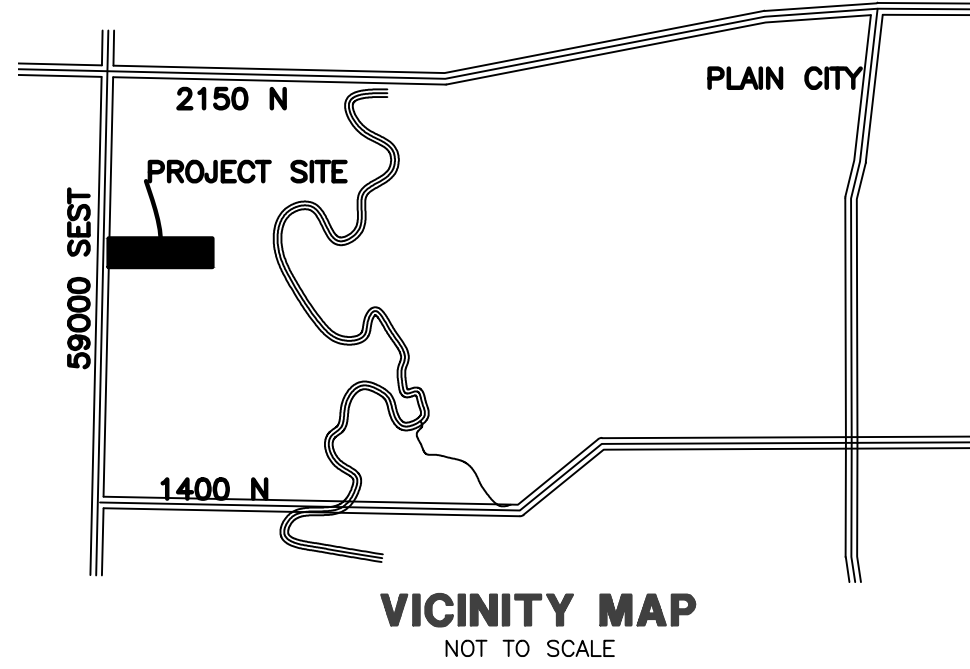 PLAIN CITY
2150 N
PROJECT SITE
59000 SEST
1400 N
VICINITY MAP
NOT TO SCALE